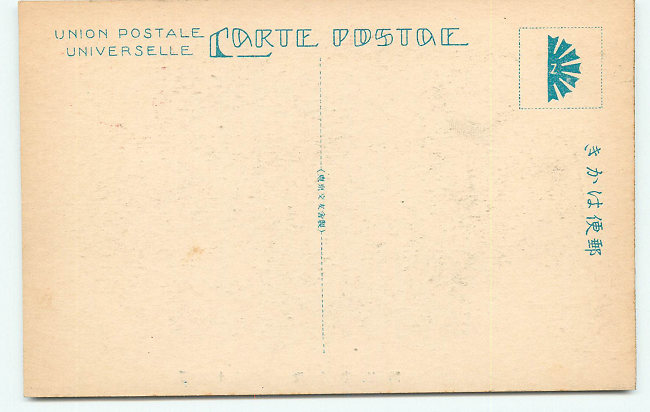 UNION POSTALE
UNIVERSELLE
CARTE POSTALE
きかは便郵